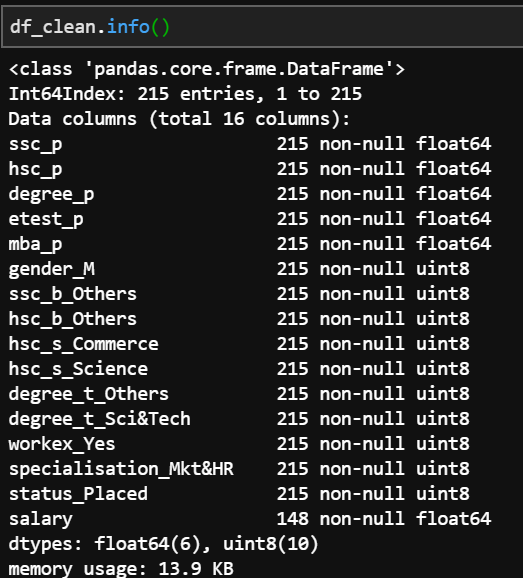 df_clean.info()
<class 'pandas.core.frame.DataFrame'>
Int64Index: 215 entries, 1 to 215
Data columns (total 16 columns):
ssc_p                    215 non-null float64
hsc_p                    215 non-null float64
degree_p                 215 non-null float64
etest_p                  215 non-null float64
mba_p                    215 non-null float64
gender_M                 215 non-null uint8
ssc_b_Others             215 non-null uint8
hsc_b_Others             215 non-null uint8
hsc_s_Commerce           215 non-null uint8
hsc_s_Science            215 non-null uint8
degree_t_Others          215 non-null uint8
degree_t_Sci&Tech        215 non-null uint8
workex_Yes               215 non-null uint8
specialisation_Mkt&HR    215 non-null uint8
status_Placed            215 non-null uint8
salary                   148 non-null float64
dtypes: float64(6), uint8(10)
memory usage: 13.9 KB